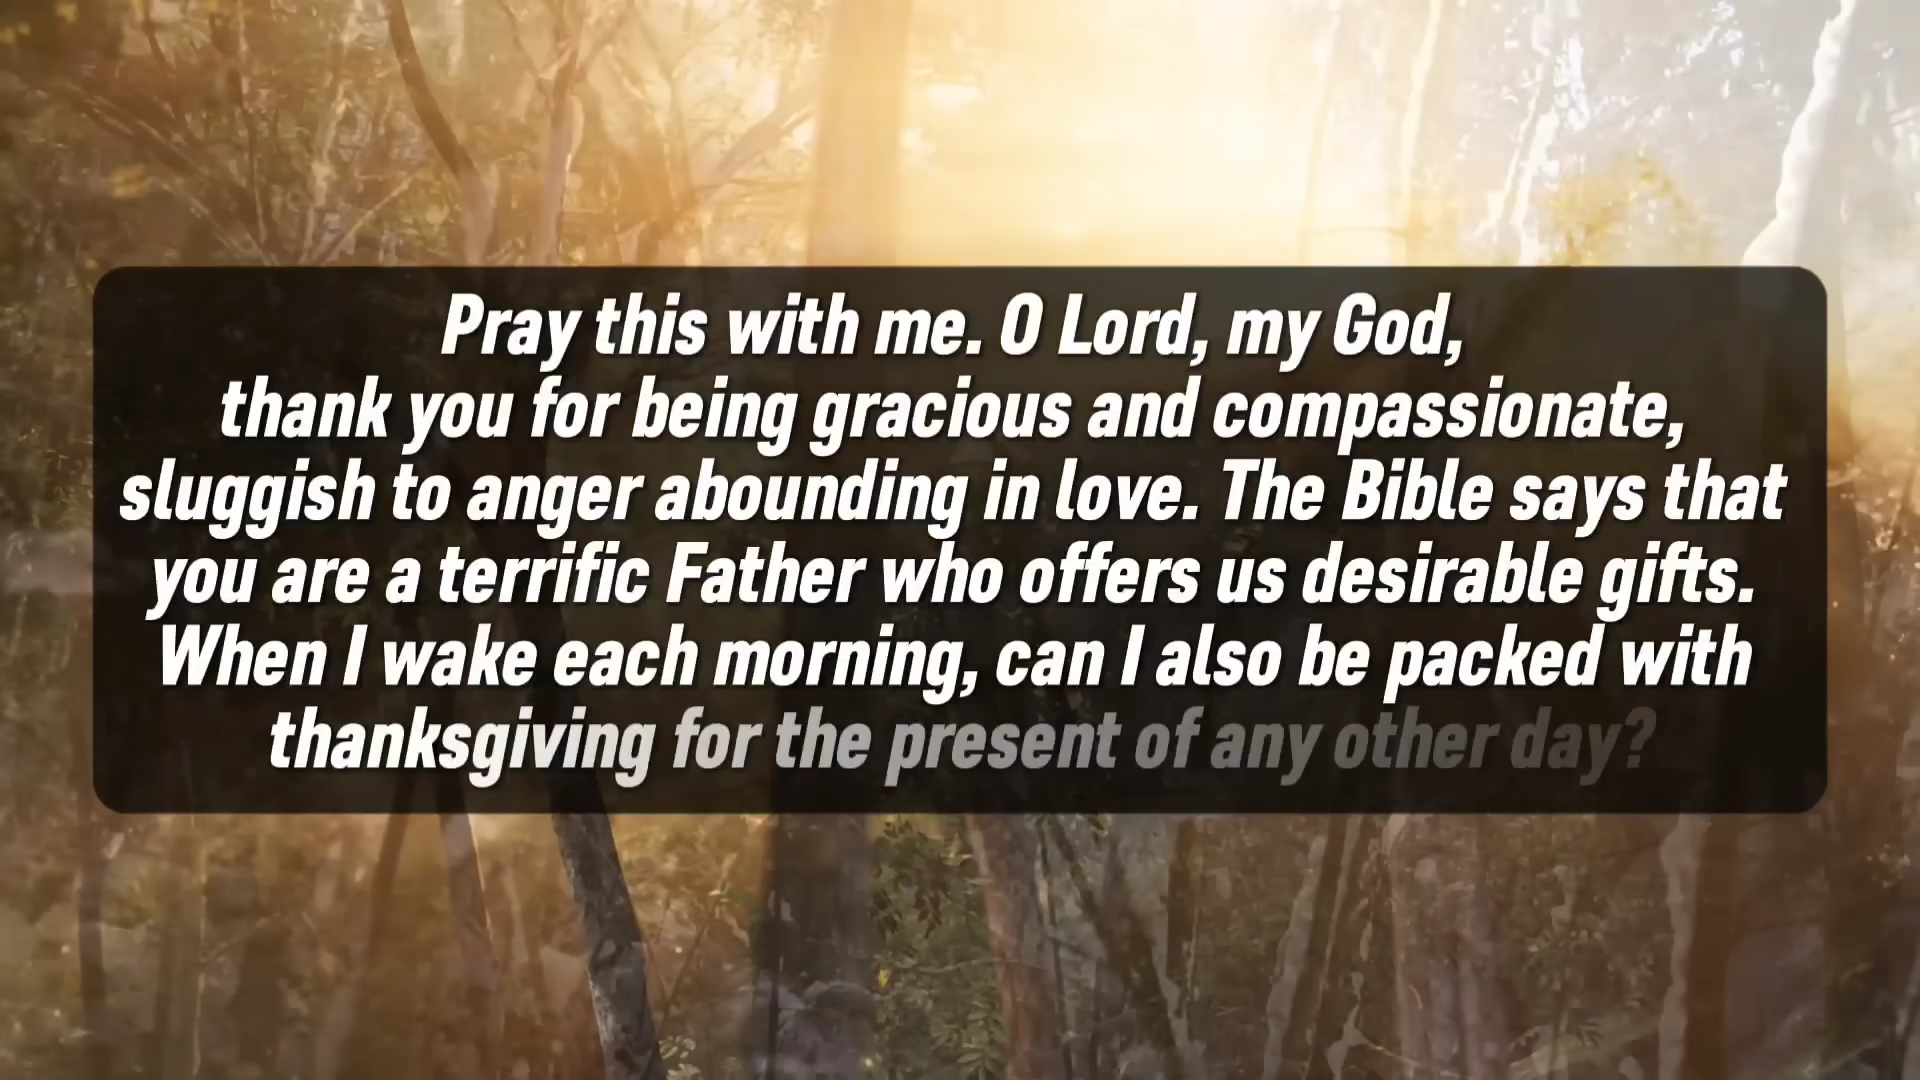 Pray this with me. O Lord, my God,
thank you for being gracious and compassionate,
sluggish to anger abounding in love. The Bible says that
you are a terrific Father who offers us desirable gifts.
When I wake each morning, can I also be packed with
thanksgiving for the present of any other day?